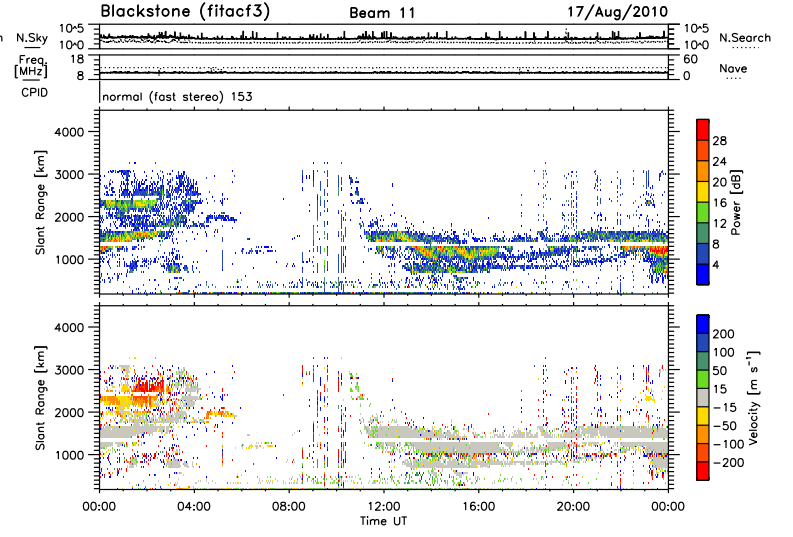 Blackstone (fitacf3) Beam 11 17/Aug/2010
N.Sky 10^5 10^0 10^5 10^0 N.Search
Freq. [MHz] 18 8 60 0 Nave
CPID normal (fast stereo) 153
Slant Range [km] 4000 3000 2000 1000
28 24 20 16 12 8 4 Power [dB]
Slant Range [km] 4000 3000 2000 1000
200 100 50 15 -15 -50 -100 -200 Velocity [m s⁻¹]
00:00 04:00 08:00 12:00 16:00 20:00 00:00
Time UT